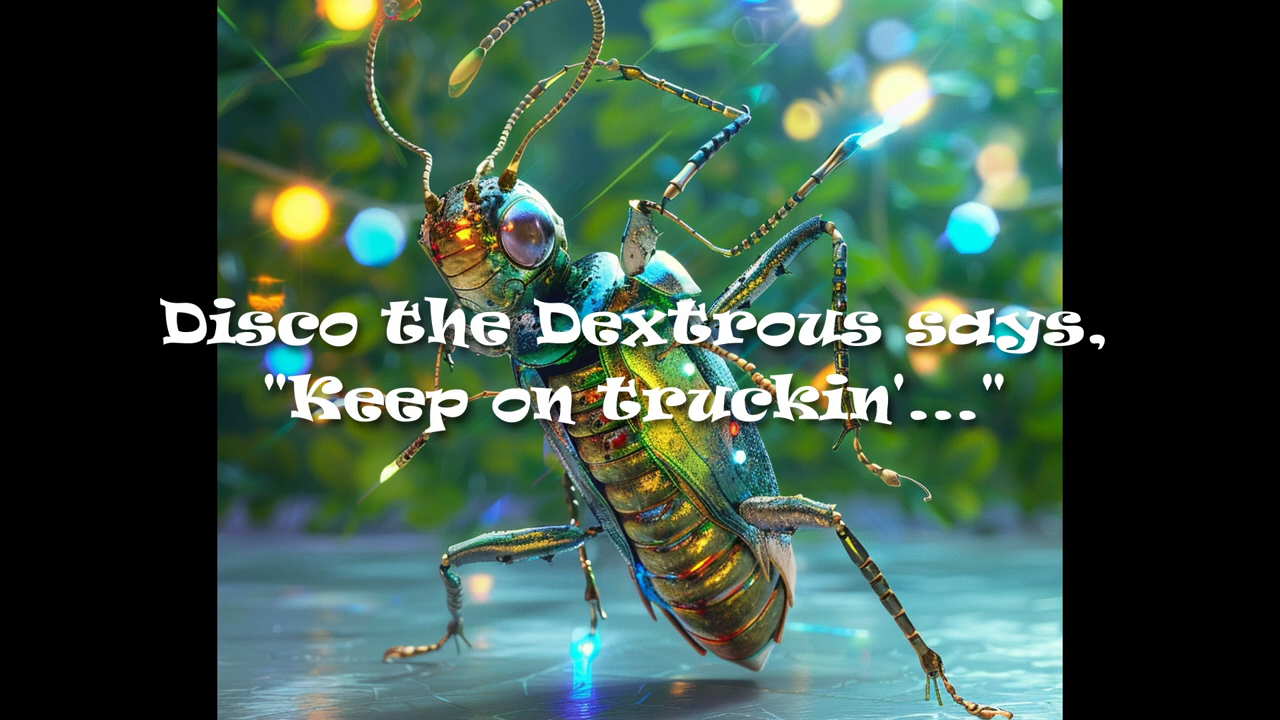 Disco the Dextrous says,
"Keep on truckin'..."